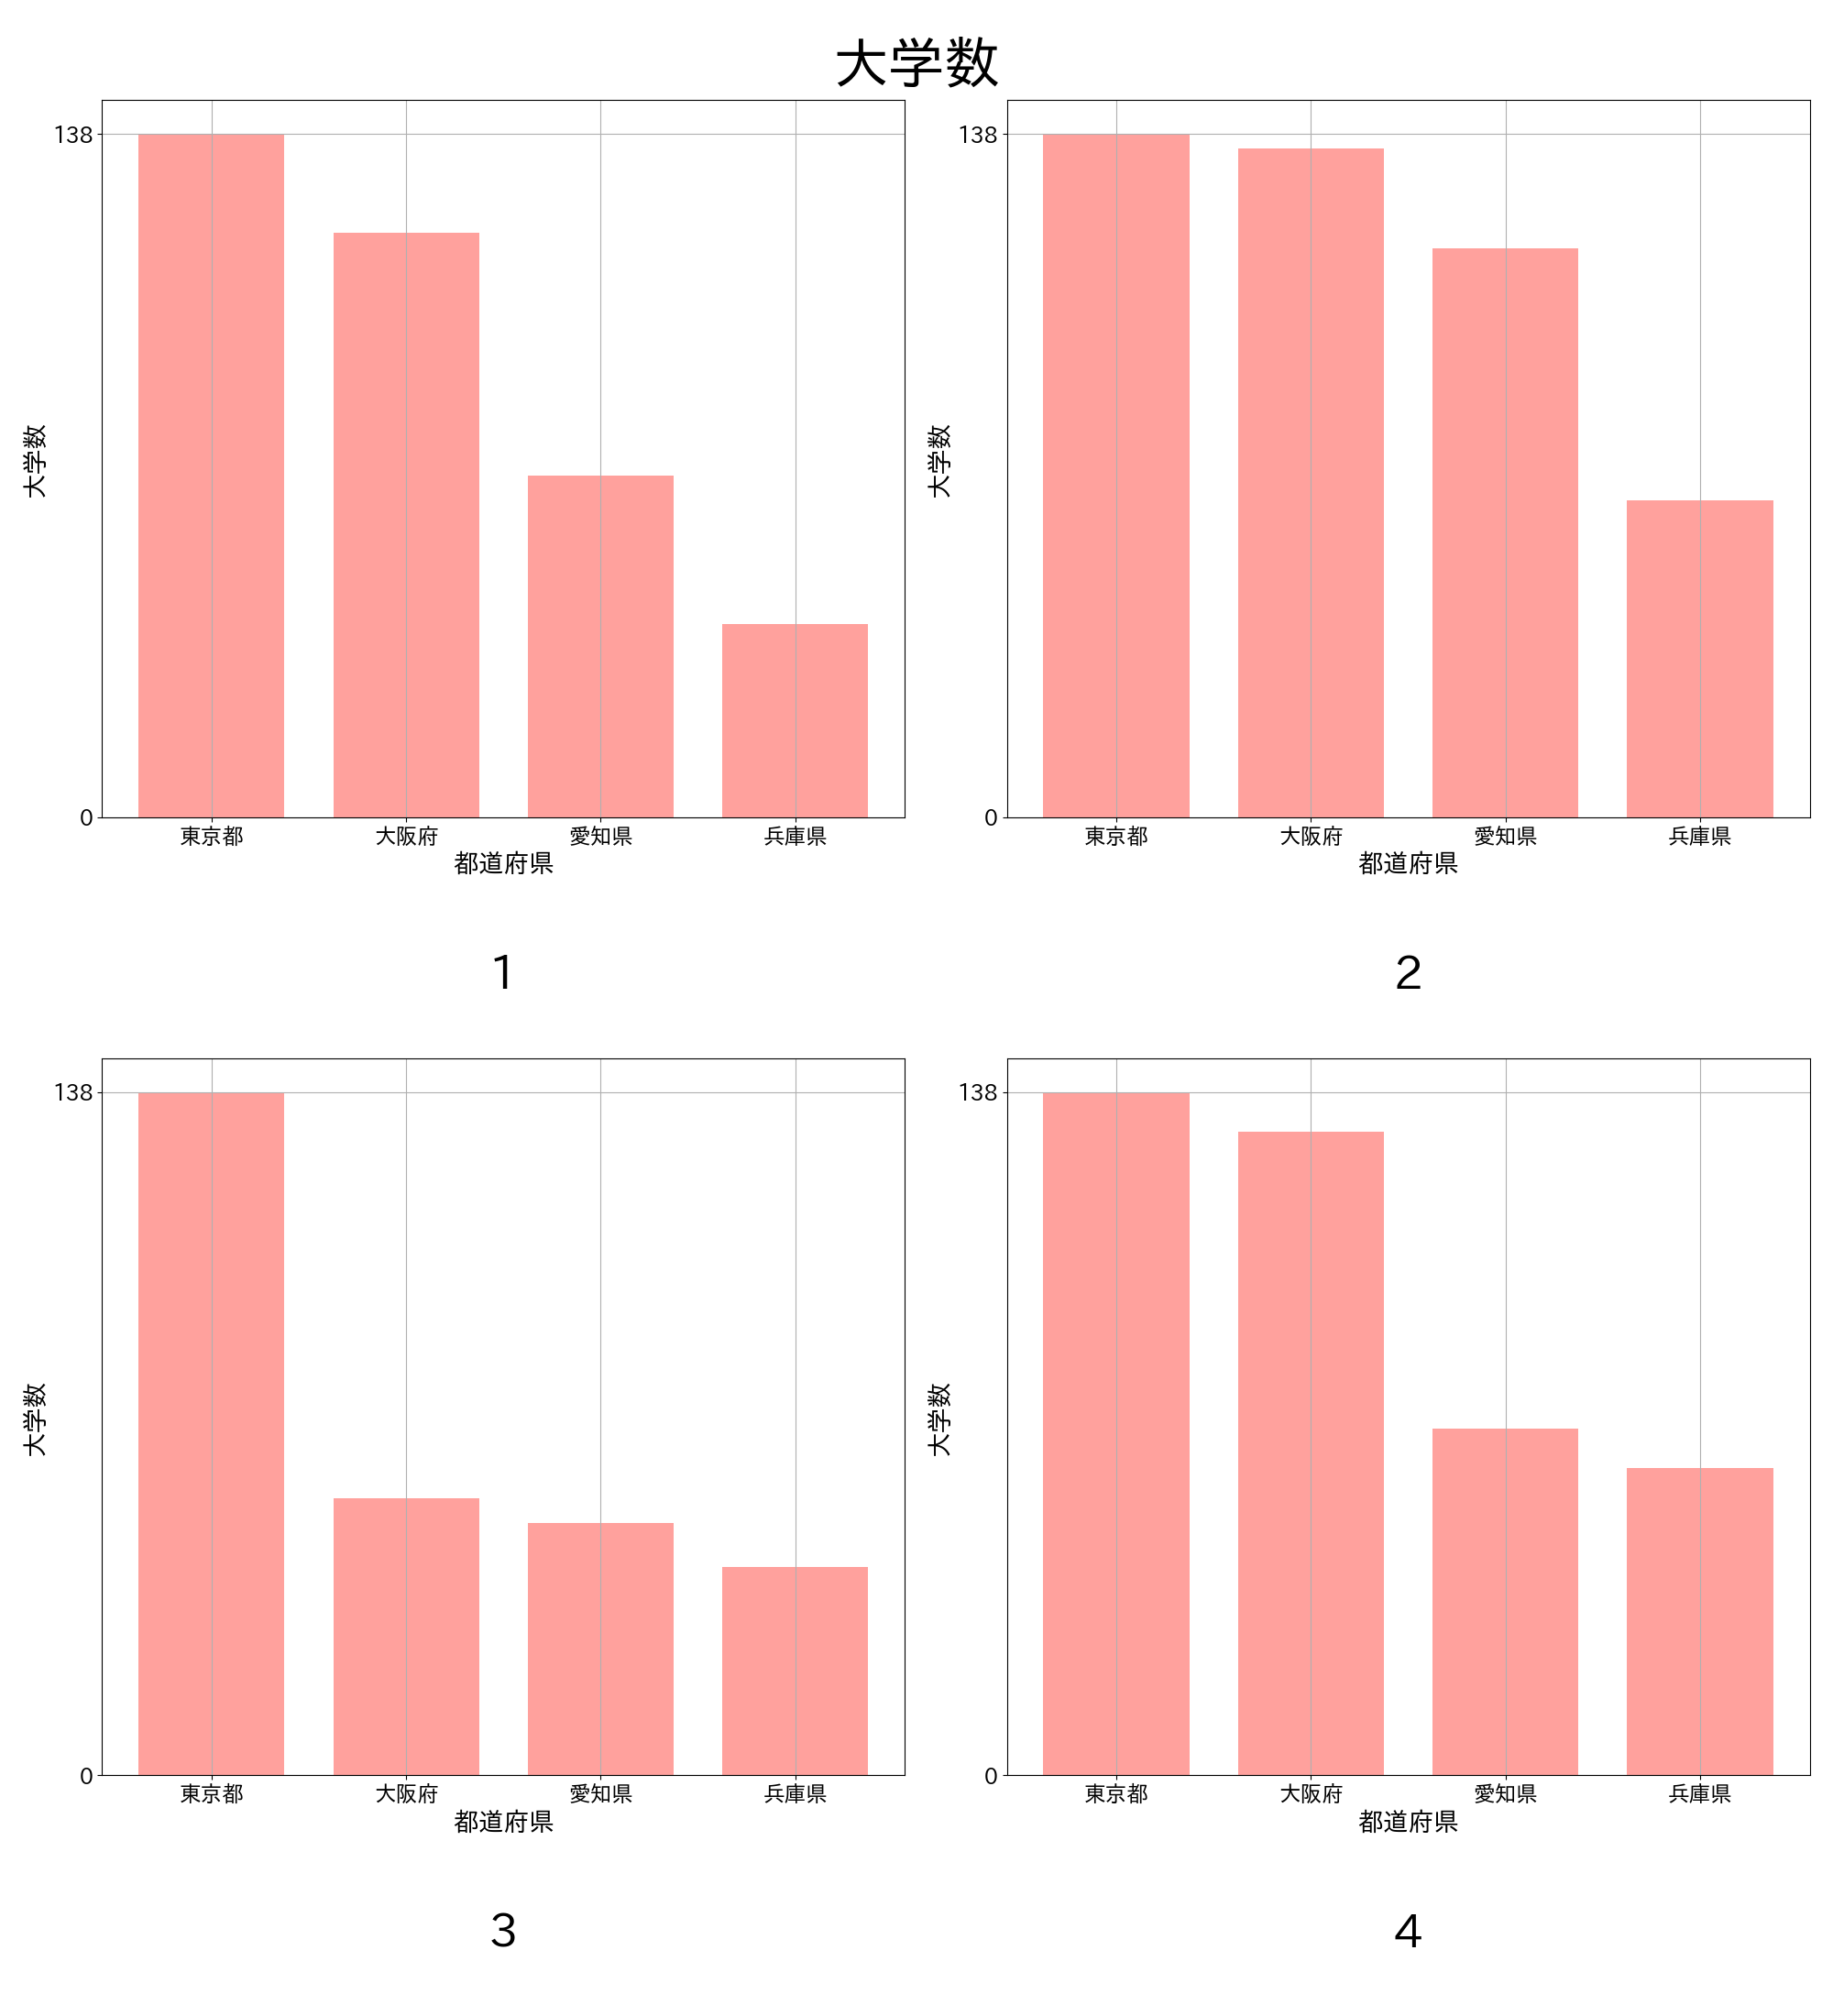 大学数
138
0
大学数
東京都 大阪府 愛知県 兵庫県
都道府県
1
138
0
大学数
東京都 大阪府 愛知県 兵庫県
都道府県
2
138
0
大学数
東京都 大阪府 愛知県 兵庫県
都道府県
3
138
0
大学数
東京都 大阪府 愛知県 兵庫県
都道府県
4